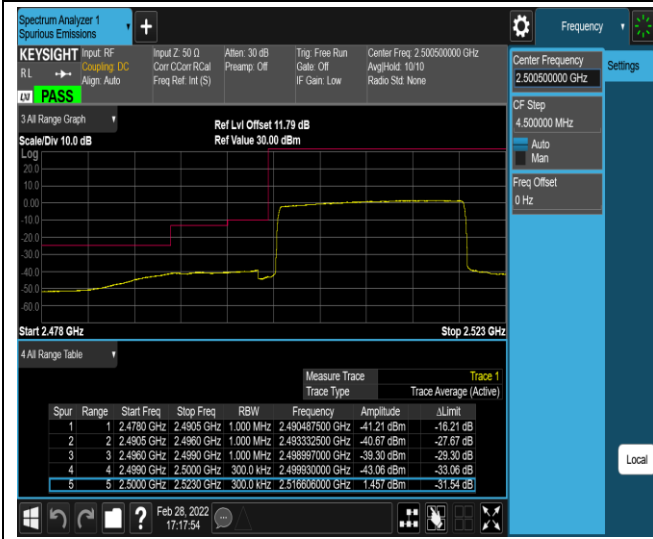 Spectrum Analyzer 1
Spurious Emissions
+
Frequency
KEYSIGHT
Input: RF
Coupling: DC
Align: Auto
Input Z: 50 Ω
Corr CCorr RCal
Freq Ref: Int (S)
Atten: 30 dB
Preamp: Off
Trig: Free Run
Gate: Off
IF Gain: Low
Center Freq: 2.500500000 GHz
Avg|Hold: 10/10
Radio Std: None
R L
LXI
PASS
Center Frequency
2.500500000 GHz
Settings
CF Step
4.500000 MHz
Auto
Man
Freq Offset
0 Hz
3 All Range Graph
Ref Lvl Offset 11.79 dB
Scale/Div 10.0 dB
Ref Value 30.00 dBm
Log
20.0
10.0
0.00
-10.0
-20.0
-30.0
-40.0
-50.0
-60.0
Start 2.478 GHz
Stop 2.523 GHz
4 All Range Table
Measure Trace Trace 1
Trace Type Trace Average (Active)
Spur Range Start Freq Stop Freq RBW Frequency Amplitude ΔLimit
1 1 2.4780 GHz 2.4905 GHz 1.000 MHz 2.490487500 GHz -41.21 dBm -16.21 dB
2 2 2.4905 GHz 2.4960 GHz 1.000 MHz 2.493332500 GHz -40.67 dBm -27.67 dB
3 3 2.4960 GHz 2.4990 GHz 1.000 MHz 2.498997000 GHz -39.30 dBm -29.30 dB
4 4 2.4990 GHz 2.5000 GHz 300.0 kHz 2.499930000 GHz -43.06 dBm -33.06 dB
5 5 2.5000 GHz 2.5230 GHz 300.0 kHz 2.516606000 GHz 1.457 dBm -31.54 dB
Local
?
Feb 28, 2022
17:17:54